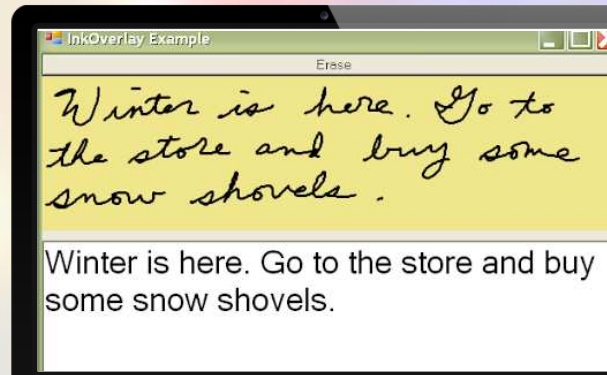 InkOverlay Example
Erase
Winter is here. Go to
the store and buy some
snow shovels.
Winter is here. Go to the store and buy
some snow shovels.